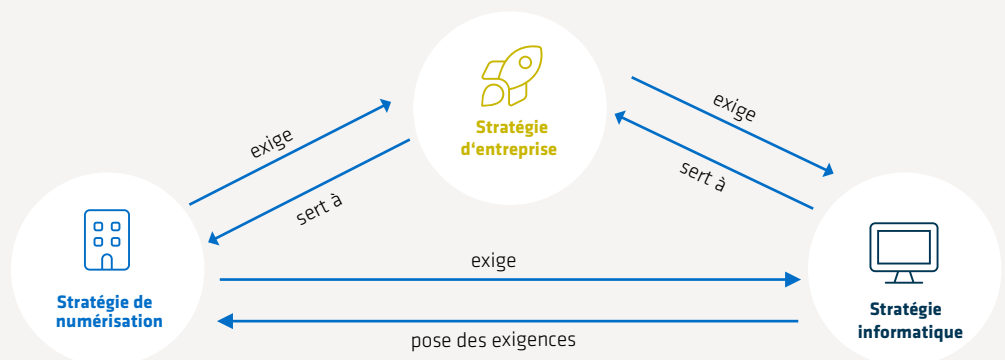 Stratégie
d‘entreprise
exige
exige
sert à
sert à
exige
Stratégie de
numérisation
Stratégie
informatique
pose des exigences